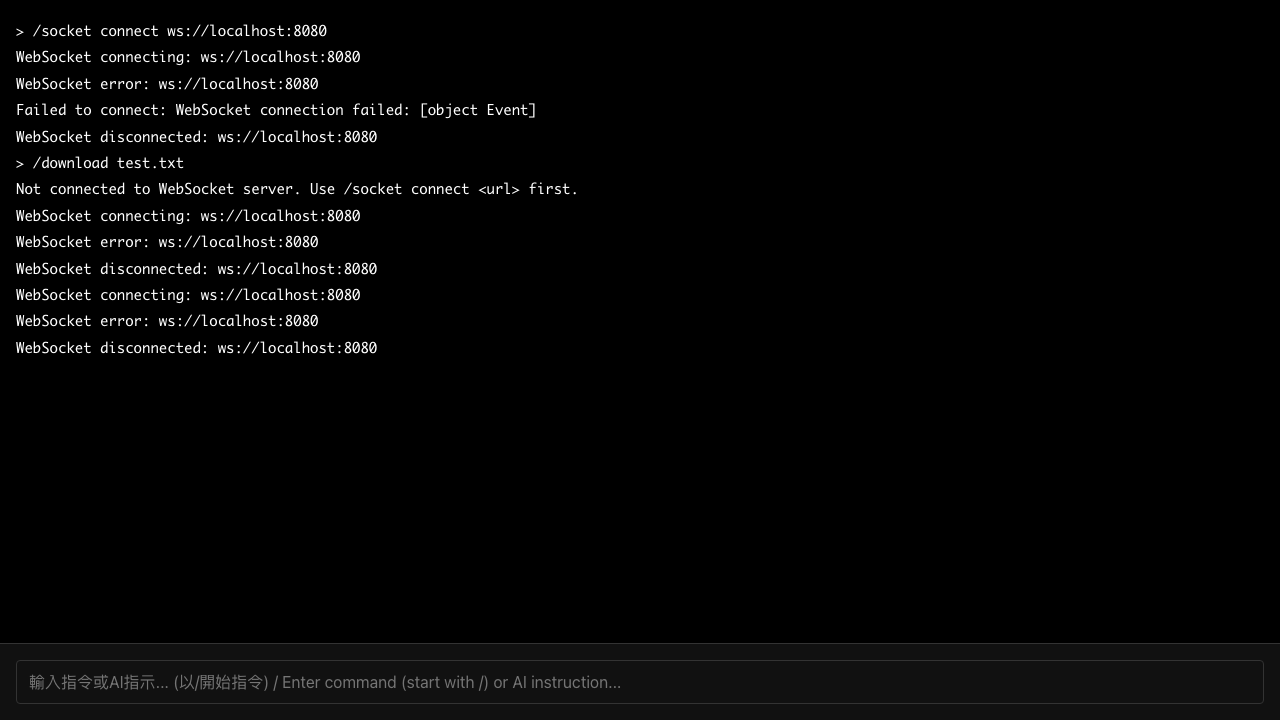 > /socket connect ws://localhost:8080
WebSocket connecting: ws://localhost:8080
WebSocket error: ws://localhost:8080
Failed to connect: WebSocket connection failed: [object Event]
WebSocket disconnected: ws://localhost:8080
> /download test.txt
Not connected to WebSocket server. Use /socket connect <url> first.
WebSocket connecting: ws://localhost:8080
WebSocket error: ws://localhost:8080
WebSocket disconnected: ws://localhost:8080
WebSocket connecting: ws://localhost:8080
WebSocket error: ws://localhost:8080
WebSocket disconnected: ws://localhost:8080
輸入指令或AI指示... (以/開始指令) / Enter command (start with /) or AI instruction...